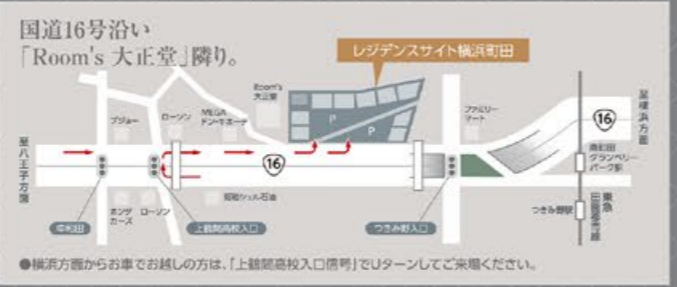 国道16号沿い
「Room's 大正堂」隣り。
レジデンスサイト横浜町田
Room's
大正堂
プジョー
ローソン
MEGA
ドン・キホーテ
P
P
ファミリー
マート
16
至横浜方面
至八王子方面
16
南町田
グランベリー
パーク駅
ホンダ
カーズ
ローソン
昭和シェル石油
つきみ野駅
東急
田園都市線
中和田
上鶴間高校入口
つきみ野入口
●横浜方面からお車でお越しの方は、「上鶴間高校入口信号」でUターンしてご来場ください。